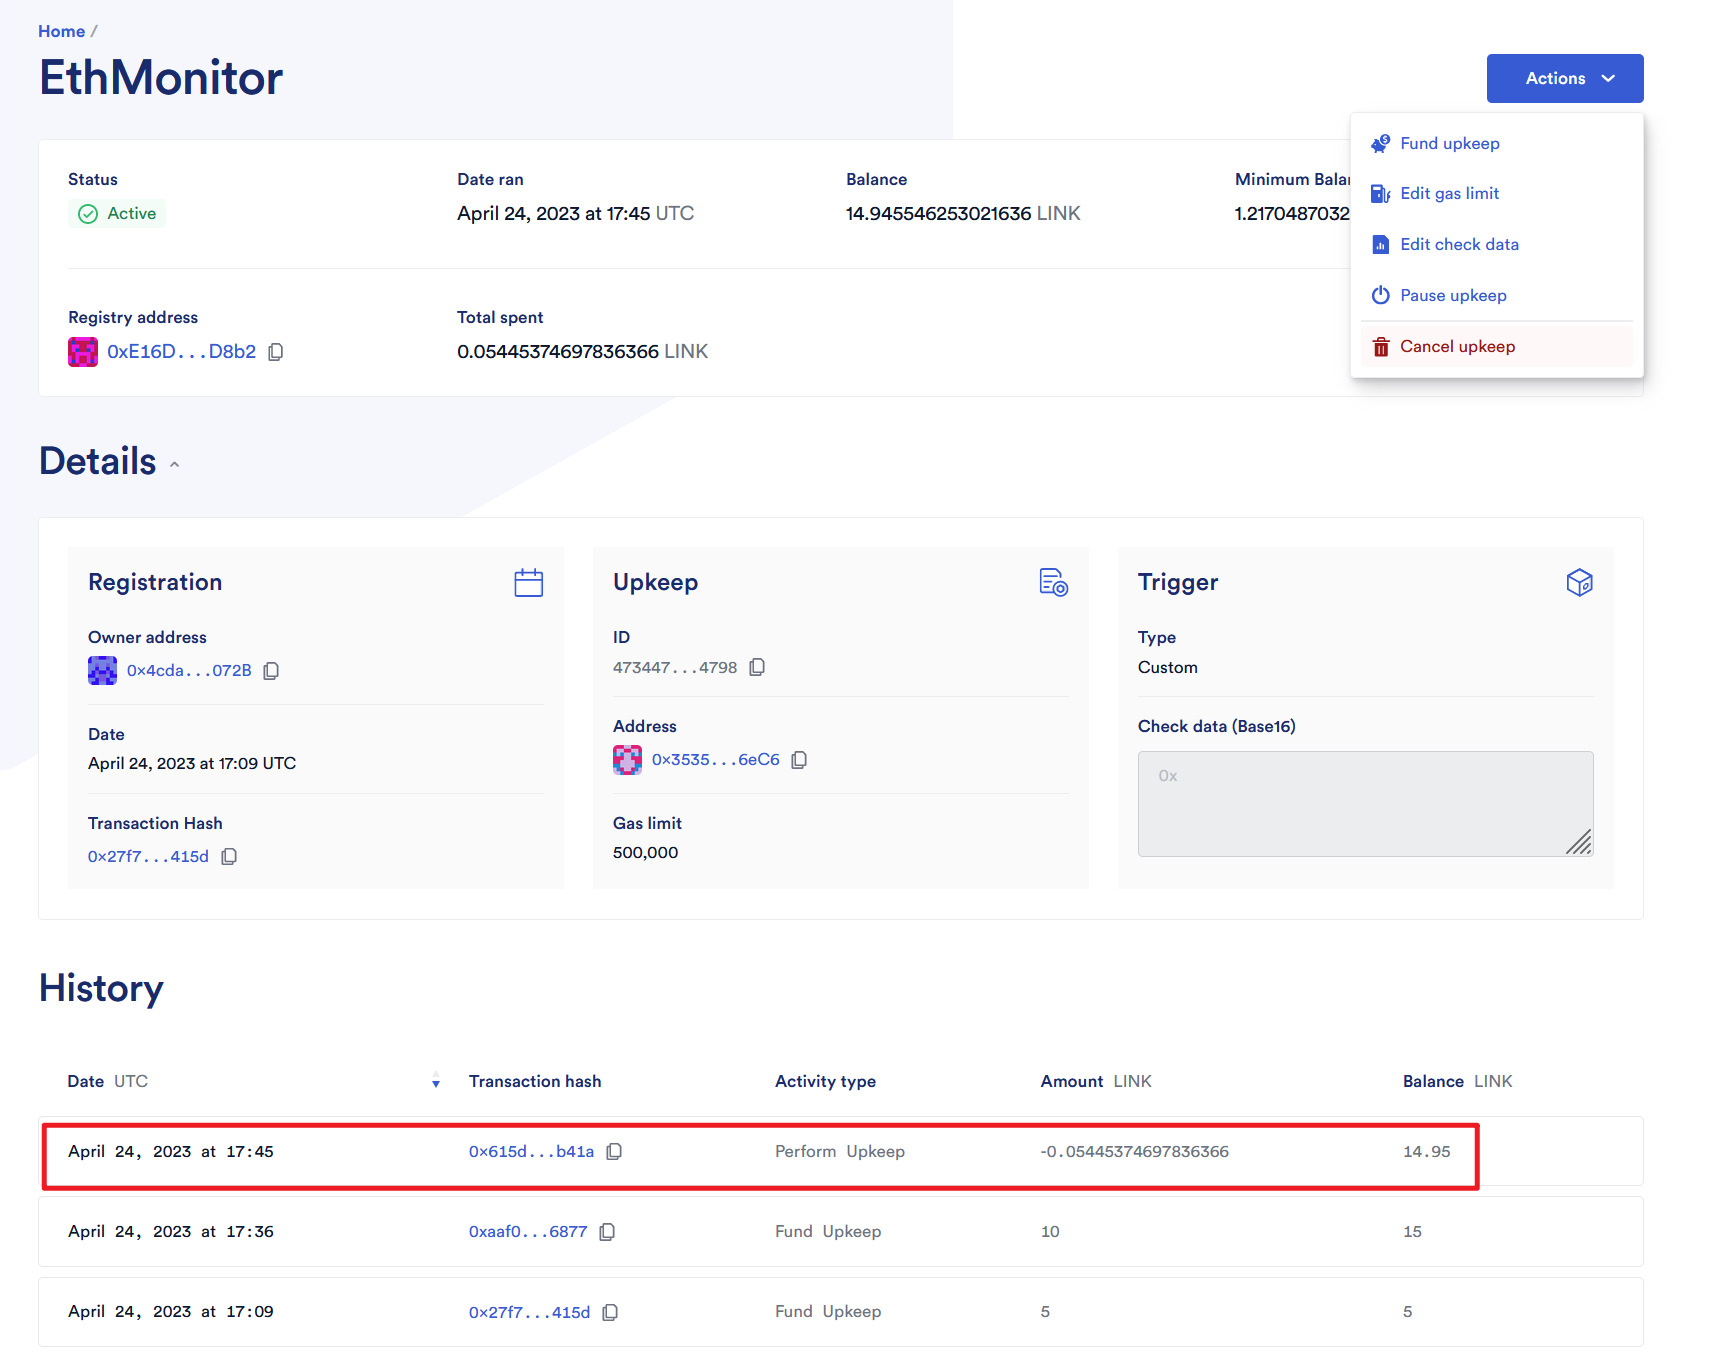 Home /
EthMonitor
Actions
Fund upkeep
Edit gas limit
Edit check data
Pause upkeep
Cancel upkeep
Status
Active
Date ran
April 24, 2023 at 17:45 UTC
Balance
14.945546253021636 LINK
Minimum Balan
1.2170487032
Registry address
0xE16D...D8b2
Total spent
0.05445374697836366 LINK
Details
Registration
Owner address
0x4cda...072B
Date
April 24, 2023 at 17:09 UTC
Transaction Hash
0x27f7...415d
Upkeep
ID
473447...4798
Address
0x3535...6eC6
Gas limit
500,000
Trigger
Type
Custom
Check data (Base16)
0x
History
Date UTC Transaction hash Activity type Amount LINK Balance LINK
April 24, 2023 at 17:45 0x615d...b41a Perform Upkeep -0.05445374697836366 14.95
April 24, 2023 at 17:36 0xaaf0...6877 Fund Upkeep 10 15
April 24, 2023 at 17:09 0x27f7...415d Fund Upkeep 5 5